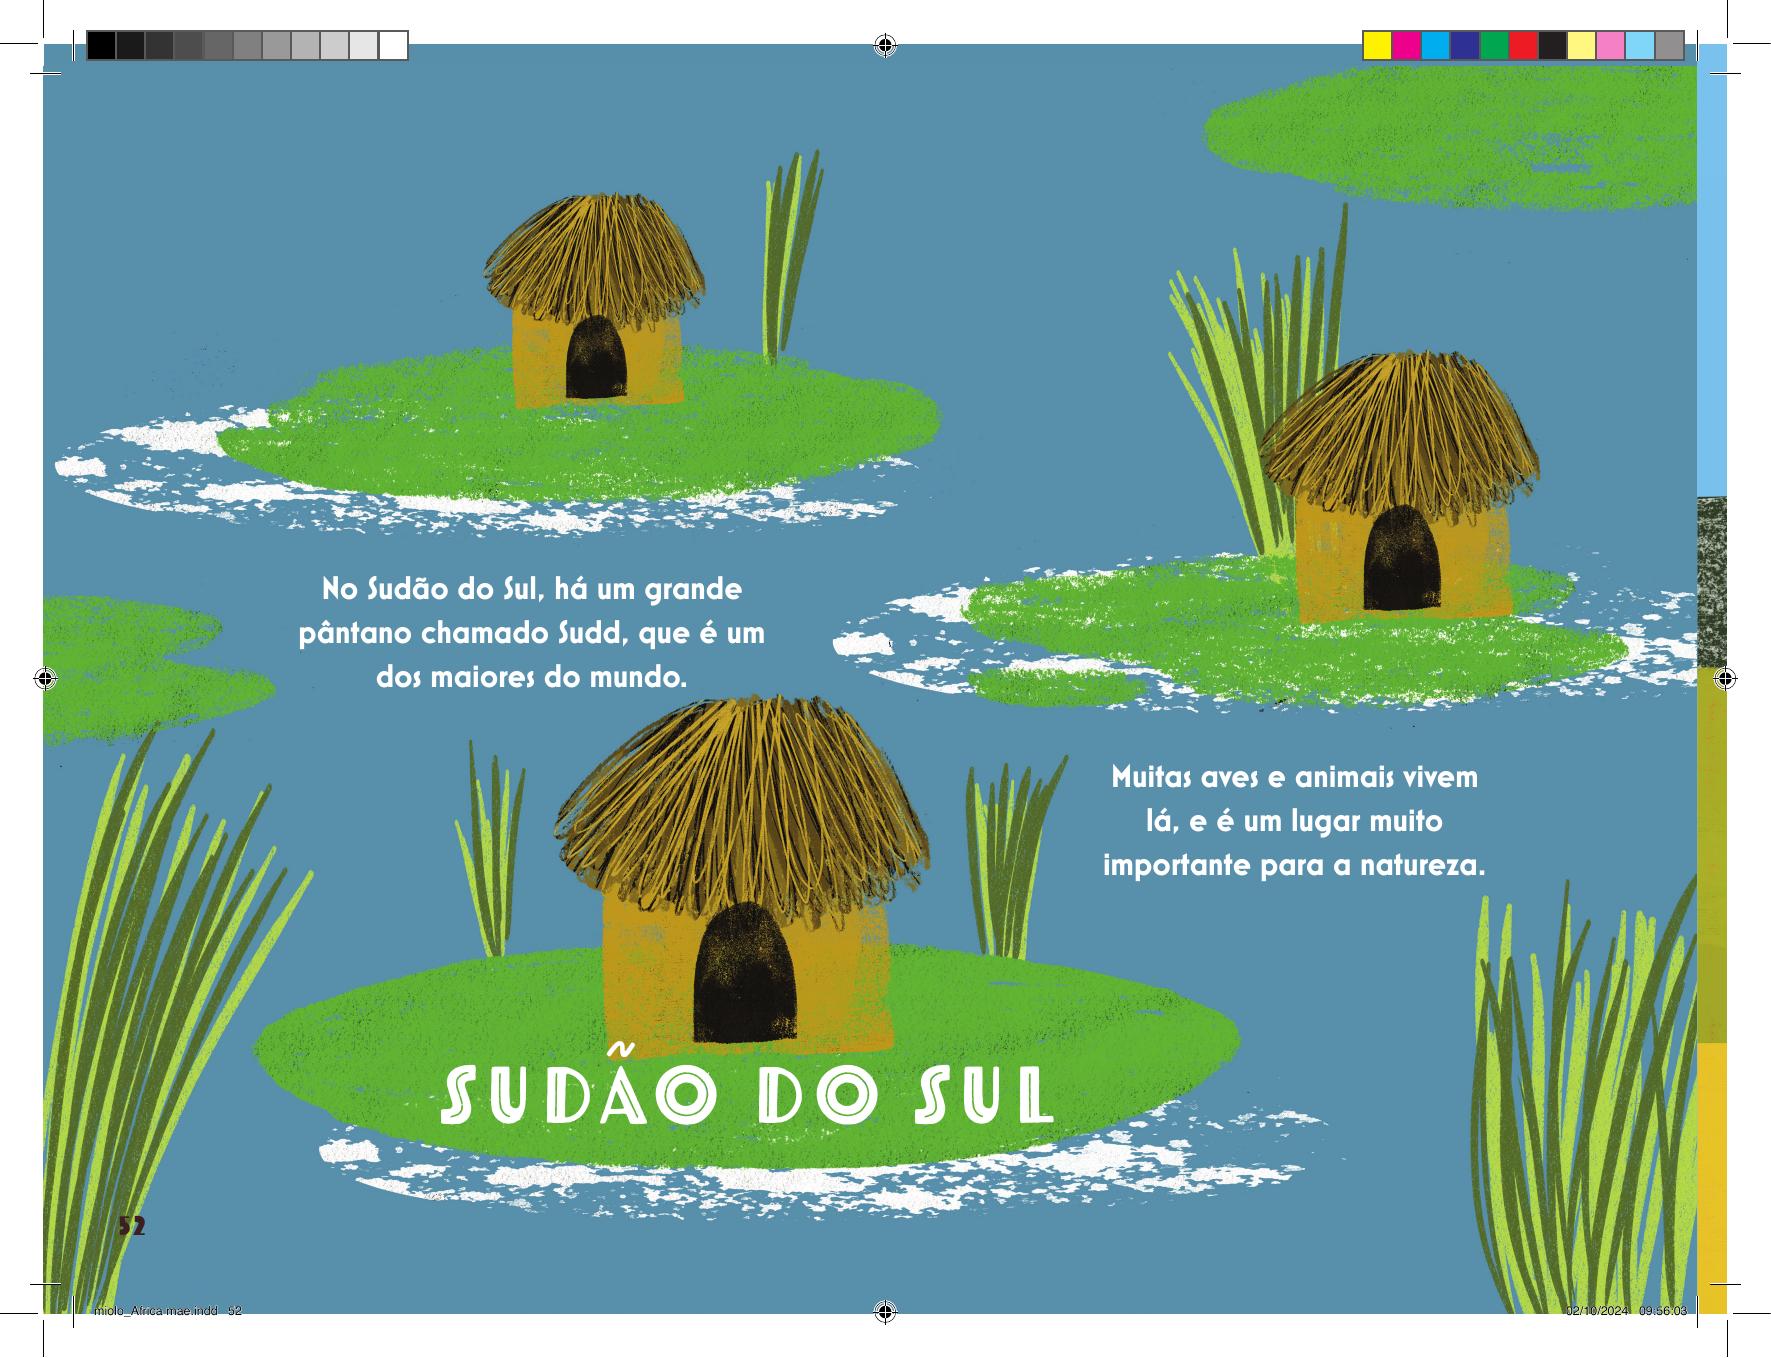 No Sudão do Sul, há um grande
pântano chamado Sudd, que é um
dos maiores do mundo.
Muitas aves e animais vivem
lá, e é um lugar muito
importante para a natureza.
SUDÃO DO SUL
52
miolo_Africa mae.indd   52
02/10/2024   09:56:03